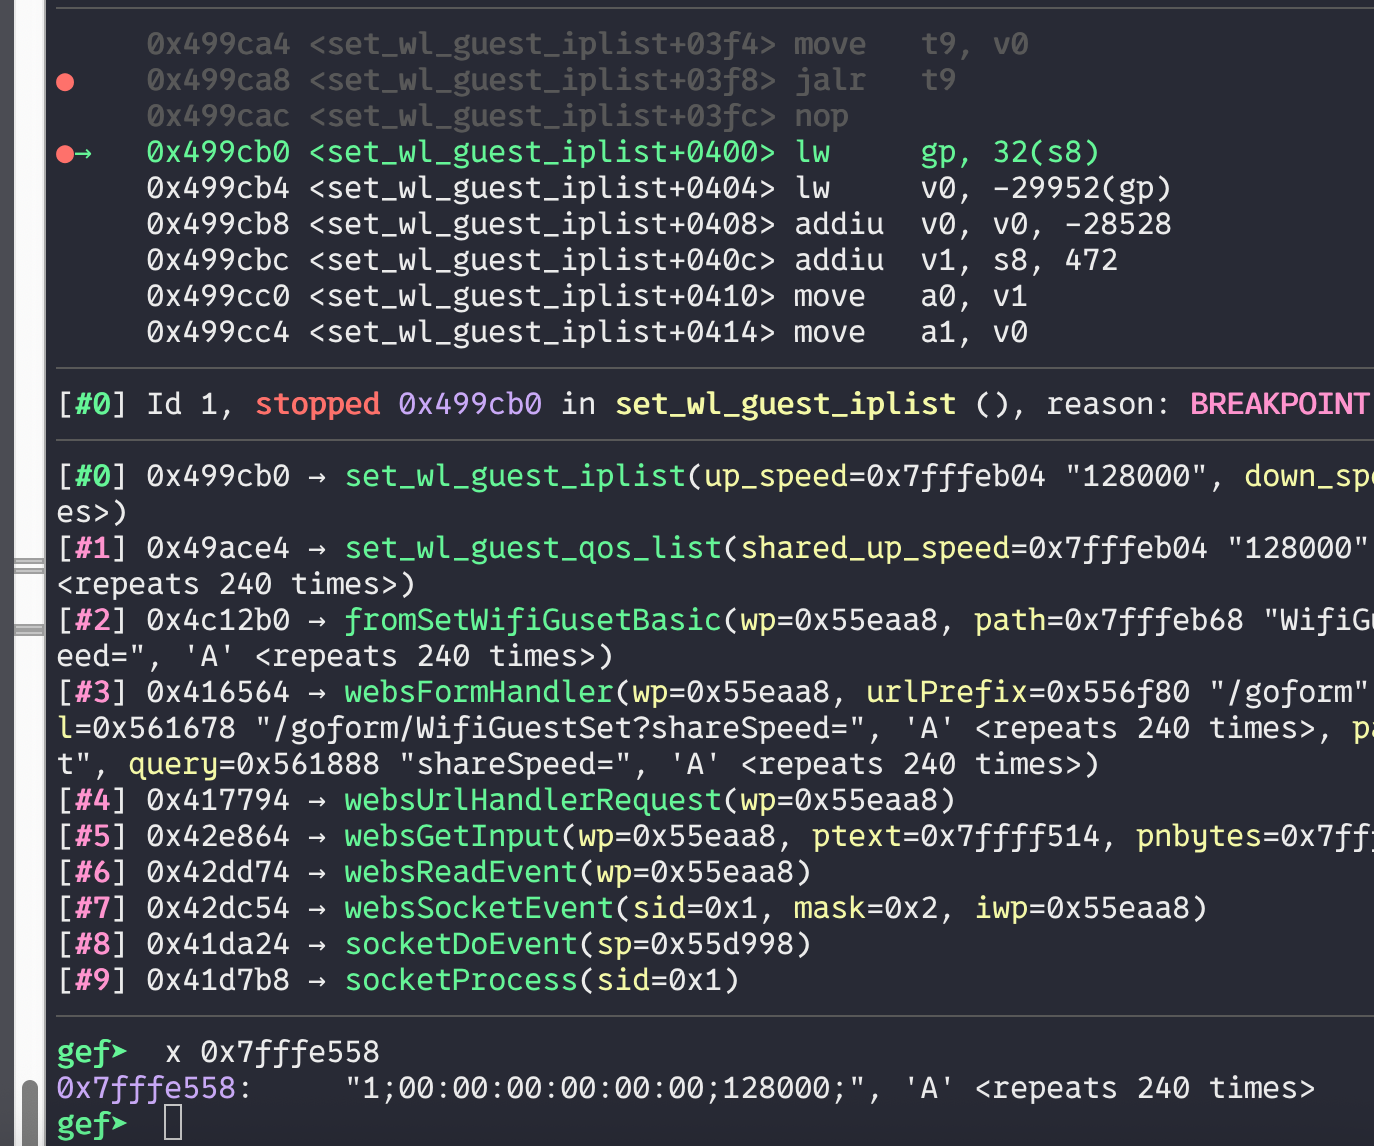 0x499ca4 <set_wl_guest_iplist+03f4> move t9, v0
0x499ca8 <set_wl_guest_iplist+03f8> jalr t9
0x499cac <set_wl_guest_iplist+03fc> nop
→ 0x499cb0 <set_wl_guest_iplist+0400> lw gp, 32(s8)
0x499cb4 <set_wl_guest_iplist+0404> lw v0, -29952(gp)
0x499cb8 <set_wl_guest_iplist+0408> addiu v0, v0, -28528
0x499cbc <set_wl_guest_iplist+040c> addiu v1, s8, 472
0x499cc0 <set_wl_guest_iplist+0410> move a0, v1
0x499cc4 <set_wl_guest_iplist+0414> move a1, v0
[#0] Id 1, stopped 0x499cb0 in set_wl_guest_iplist (), reason: BREAKPOINT
[#0] 0x499cb0 → set_wl_guest_iplist(up_speed=0x7fffeb04 "128000", down_spe
es>)
[#1] 0x49ace4 → set_wl_guest_qos_list(shared_up_speed=0x7fffeb04 "128000"
<repeats 240 times>)
[#2] 0x4c12b0 → fromSetWifiGusetBasic(wp=0x55eaa8, path=0x7fffeb68 "WifiGu
eed=", 'A' <repeats 240 times>)
[#3] 0x416564 → websFormHandler(wp=0x55eaa8, urlPrefix=0x556f80 "/goform"
l=0x561678 "/goform/WifiGuestSet?shareSpeed=", 'A' <repeats 240 times>, pa
t", query=0x561888 "shareSpeed=", 'A' <repeats 240 times>)
[#4] 0x417794 → websUrlHandlerRequest(wp=0x55eaa8)
[#5] 0x42e864 → websGetInput(wp=0x55eaa8, ptext=0x7ffff514, pnbytes=0x7fff
[#6] 0x42dd74 → websReadEvent(wp=0x55eaa8)
[#7] 0x42dc54 → websSocketEvent(sid=0x1, mask=0x2, iwp=0x55eaa8)
[#8] 0x41da24 → socketDoEvent(sp=0x55d998)
[#9] 0x41d7b8 → socketProcess(sid=0x1)
gef➤ x 0x7fffe558
0x7fffe558: "1;00:00:00:00:00:00;128000;", 'A' <repeats 240 times>
gef➤